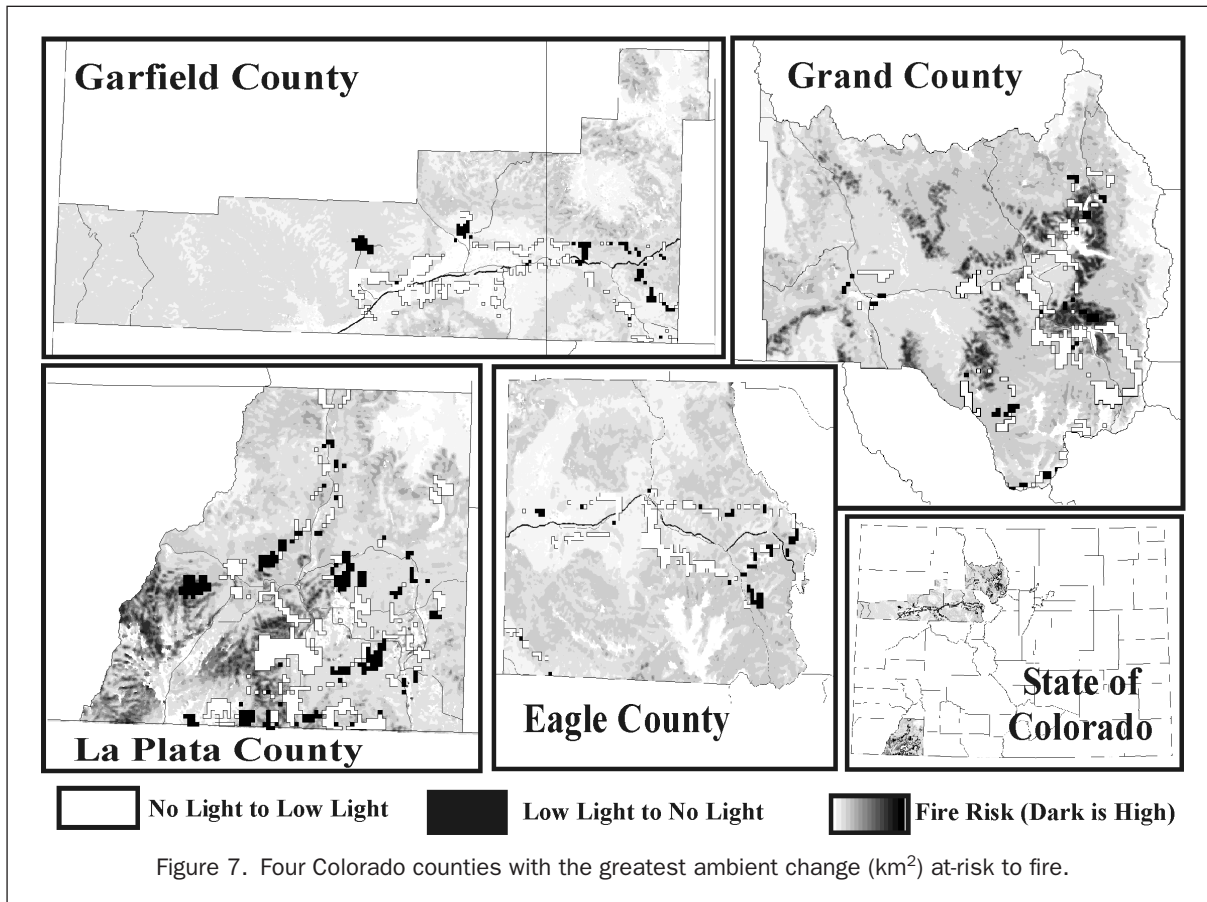 Garfield County
Grand County
La Plata County
Eagle County
State of
Colorado
No Light to Low Light
Low Light to No Light
Fire Risk (Dark is High)
Figure 7. Four Colorado counties with the greatest ambient change (km²) at-risk to fire.